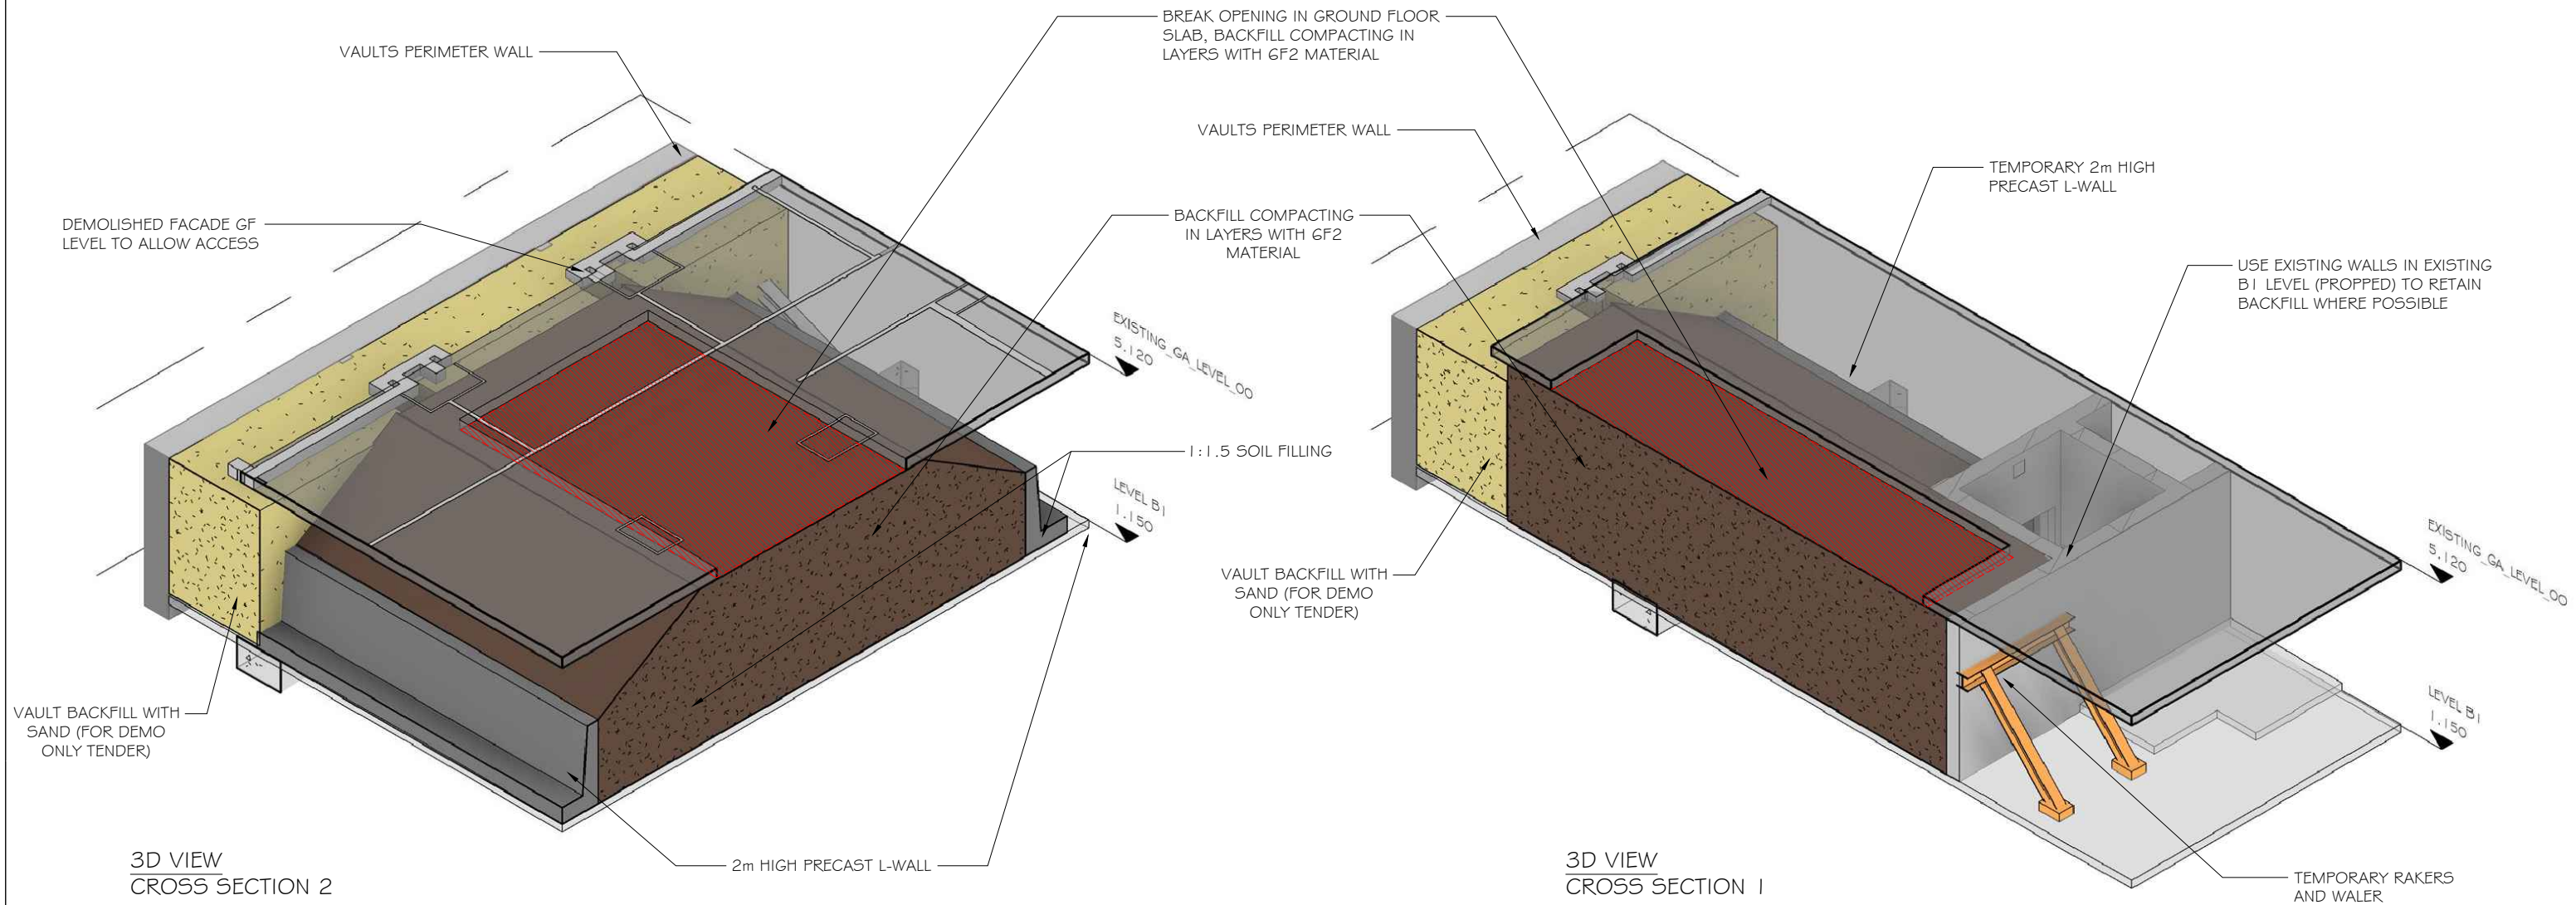 BREAK OPENING IN GROUND FLOOR
SLAB, BACKFILL COMPACTING IN
LAYERS WITH 6F2 MATERIAL
VAULTS PERIMETER WALL
DEMOLISHED FACADE GF
LEVEL TO ALLOW ACCESS
BACKFILL COMPACTING
IN LAYERS WITH 6F2
MATERIAL
EXISTING_GA_LEVEL_00
5.120
1:1.5 SOIL FILLING
LEVEL B1
1.150
VAULT BACKFILL WITH
SAND (FOR DEMO
ONLY TENDER)
2m HIGH PRECAST L-WALL
3D VIEW
CROSS SECTION 2
VAULTS PERIMETER WALL
TEMPORARY 2m HIGH
PRECAST L-WALL
USE EXISTING WALLS IN EXISTING
B1 LEVEL (PROPPED) TO RETAIN
BACKFILL WHERE POSSIBLE
VAULT BACKFILL WITH
SAND (FOR DEMO
ONLY TENDER)
EXISTING_GA_LEVEL_00
5.120
LEVEL B1
1.150
TEMPORARY RAKERS
AND WALER
3D VIEW
CROSS SECTION 1